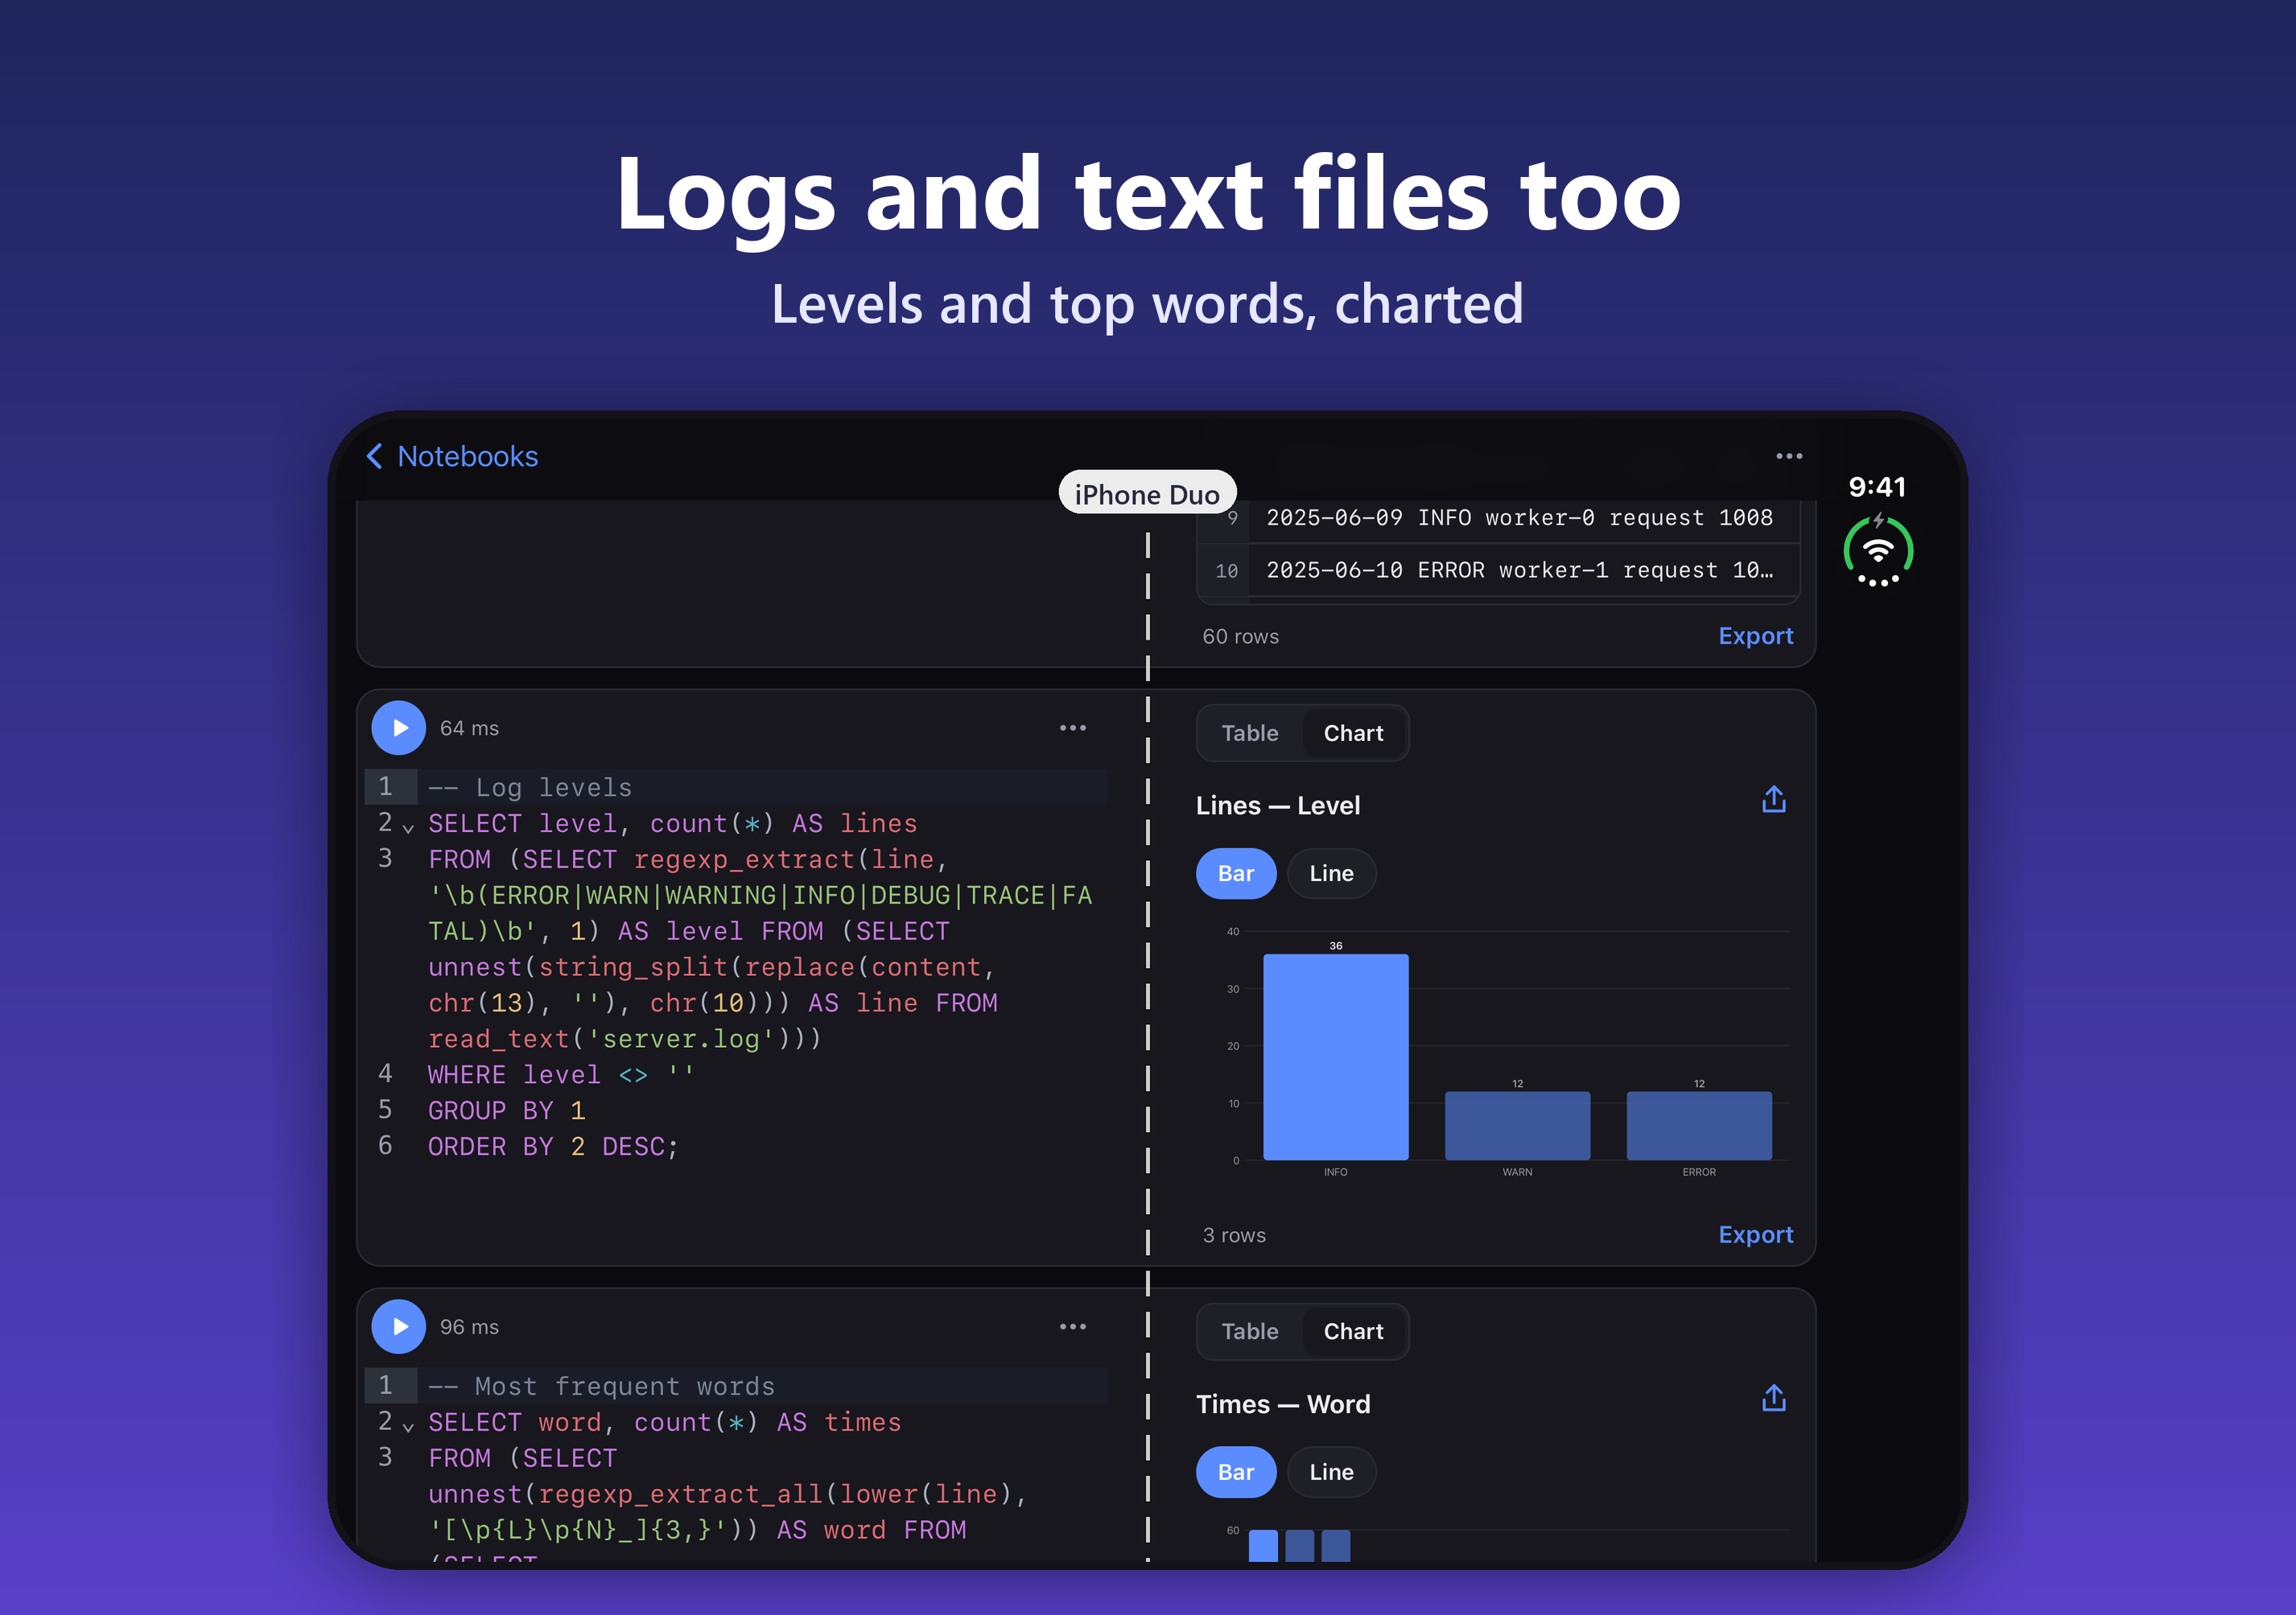 Logs and text files too
Levels and top words, charted
Notebooks
iPhone Duo
9:41
9 2025-06-09 INFO worker-0 request 1008
10 2025-06-10 ERROR worker-1 request 10…
60 rows
Export
64 ms
1 -- Log levels
2 SELECT level, count(*) AS lines
3 FROM (SELECT regexp_extract(line,
'\b(ERROR|WARN|WARNING|INFO|DEBUG|TRACE|FA
TAL)\b', 1) AS level FROM (SELECT
unnest(string_split(replace(content,
chr(13), ''), chr(10))) AS line FROM
read_text('server.log')))
4 WHERE level <> ''
5 GROUP BY 1
6 ORDER BY 2 DESC;
Table Chart
Lines — Level
Bar Line
40
36
30
20
12 12
10
0
INFO WARN ERROR
3 rows
Export
96 ms
1 -- Most frequent words
2 SELECT word, count(*) AS times
3 FROM (SELECT
unnest(regexp_extract_all(lower(line),
'[\p{L}\p{N}_]{3,}')) AS word FROM
(SELECT
Table Chart
Times — Word
Bar Line
60